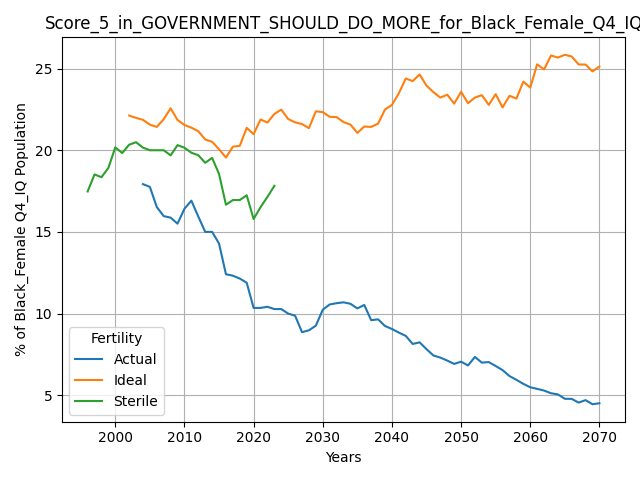 Score_5_in_GOVERNMENT_SHOULD_DO_MORE_for_Black_Female_Q4_IQ
% of Black_Female Q4_IQ Population
25
20
15
10
5
Fertility
Actual
Ideal
Sterile
2000 2010 2020 2030 2040 2050 2060 2070
Years